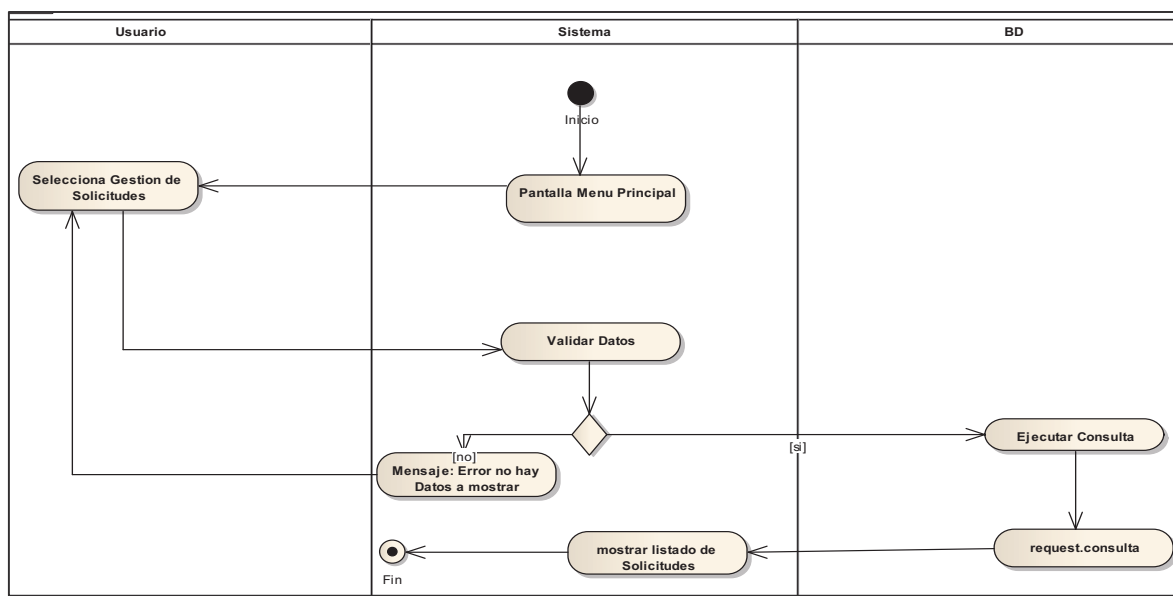 Usuario
Sistema
BD
Inicio
Selecciona Gestion de
Solicitudes
Pantalla Menu Principal
Validar Datos
[no]
[si]
Ejecutar Consulta
Mensaje: Error no hay
Datos a mostrar
mostrar listado de
Solicitudes
request.consulta
Fin